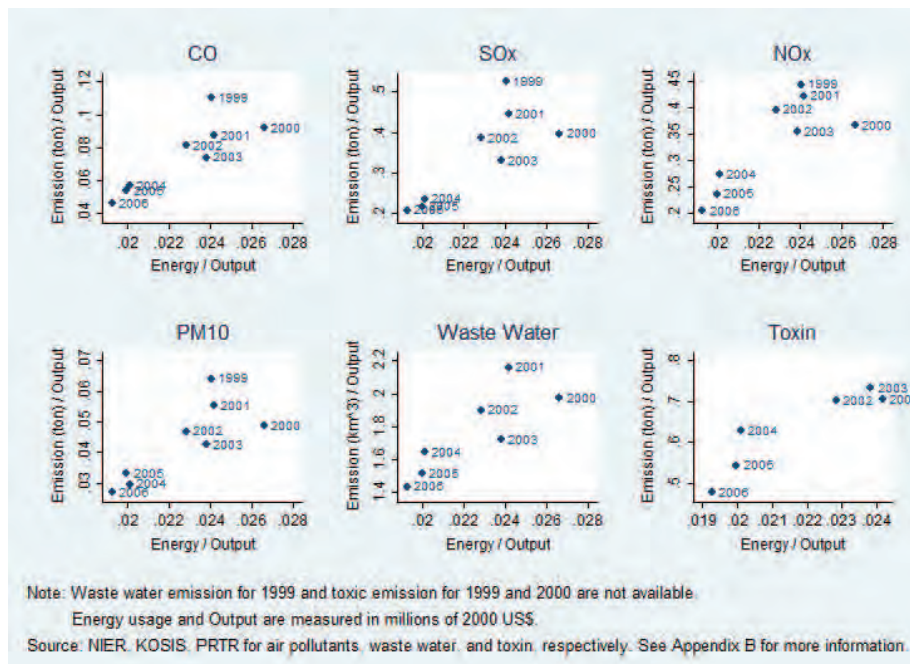 CO
Emission (ton) / Output
.04 .06 .08 .1 .12
1999
2000
2001
2002
2003
2004
2005
2006
.02 .022 .024 .026 .028
Energy / Output
SOx
Emission (ton) / Output
.2 .3 .4 .5
1999
2001
2000
2002
2003
2004
2005
2006
.02 .022 .024 .026 .028
Energy / Output
NOx
Emission (ton) / Output
.2 .25 .3 .35 .4 .45
1999
2001
2002
2000
2003
2004
2005
2006
.02 .022 .024 .026 .028
Energy / Output
PM10
Emission (ton) / Output
.03 .04 .05 .06 .07
1999
2001
2000
2002
2003
2005
2004
2006
.02 .022 .024 .026 .028
Energy / Output
Waste Water
Emission (km^3) / Output
1.4 1.6 1.8 2 2.2
2001
2000
2002
2003
2004
2005
2006
.02 .022 .024 .026 .028
Energy / Output
Toxin
Emission (ton) / Output
.5 .6 .7 .8
2003
2002
2004
2005
2006
.019 .02 .021 .022 .023 .024
Energy / Output
Note: Waste water emission for 1999 and toxic emission for 1999 and 2000 are not available.
Energy usage and Output are measured in millions of 2000 US$.
Source: NIER, KOSIS, PRTR for air pollutants, waste water, and toxin, respectively. See Appendix B for more information.